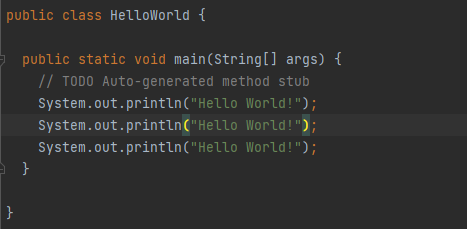 public class HelloWorld {
public static void main(String[] args) {
// TODO Auto-generated method stub
System.out.println("Hello World!");
System.out.println("Hello World!");
System.out.println("Hello World!");
}
}